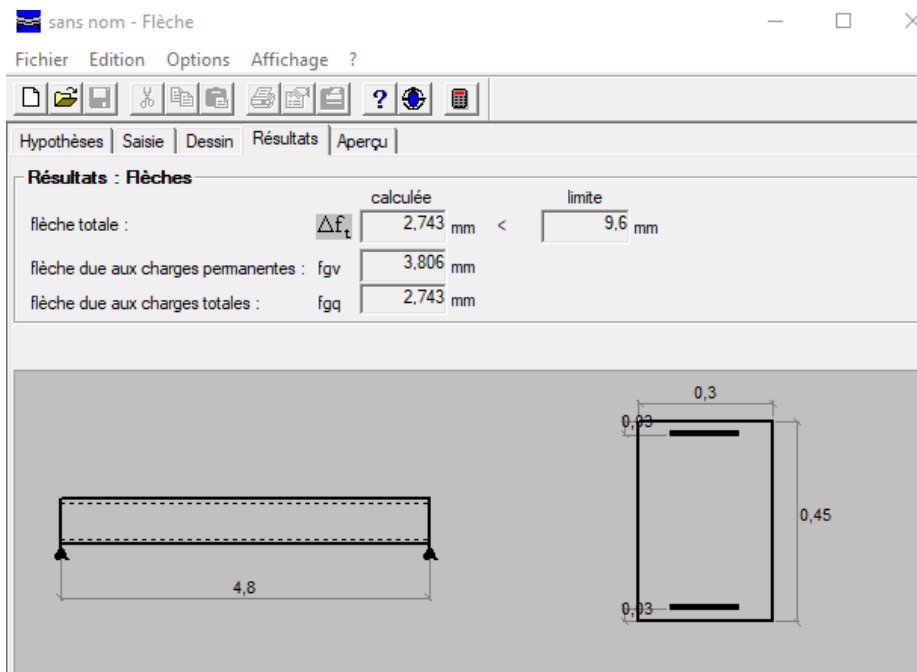 sans nom - Flèche
Fichier Edition Options Affichage ?
Hypothèses Saisie Dessin Résultats Aperçu
Résultats : Flèches
calculée limite
flèche totale : Δft 2,743 mm < 9,6 mm
flèche due aux charges permanentes : fgv 3,806 mm
flèche due aux charges totales : fgq 2,743 mm
0,3
0,03
0,45
4,8
0,03